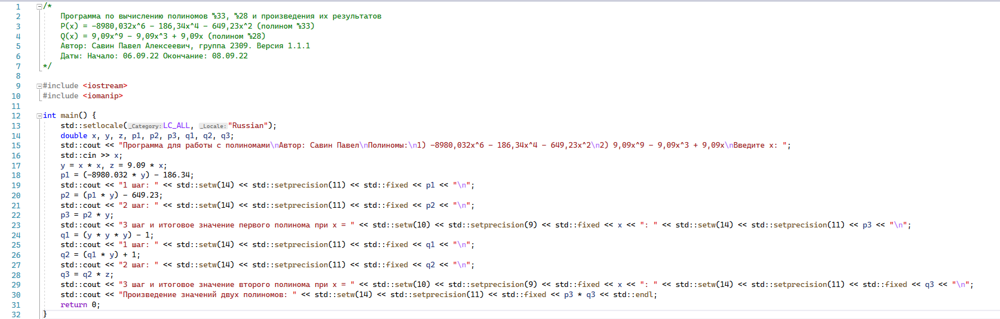 1 /*
2 Программа по вычислению полиномов №33, №28 и произведения их результатов
3 P(x) = -8980,032x^6 - 186,34x^4 - 649,23x^2 (полином №33)
4 Q(x) = 9,09x^9 - 9,09x^3 + 9,09x (полином №28)
5 Автор: Савин Павел Алексеевич, группа 2309. Версия 1.1.1
6 Даты: Начало: 06.09.22 Окончание: 08.09.22
7 */
8
9 #include <iostream>
10 #include <iomanip>
11
12 int main() {
13 std::setlocale(_Category:LC_ALL, _Locale:"Russian");
14 double x, y, z, p1, p2, p3, q1, q2, q3;
15 std::cout << "Программа для работы с полиномами\nАвтор: Савин Павел\nПолиномы:\n1) -8980,032x^6 - 186,34x^4 - 649,23x^2\n2) 9,09x^9 - 9,09x^3 + 9,09x\nВведите x: ";
16 std::cin >> x;
17 y = x * x, z = 9.09 * x;
18 p1 = (-8980.032 * y) - 186.34;
19 std::cout << "1 шаг: " << std::setw(14) << std::setprecision(11) << std::fixed << p1 << "\n";
20 p2 = (p1 * y) - 649.23;
21 std::cout << "2 шаг: " << std::setw(14) << std::setprecision(11) << std::fixed << p2 << "\n";
22 p3 = p2 * y;
23 std::cout << "3 шаг и итоговое значение первого полинома при x = " << std::setw(10) << std::setprecision(9) << std::fixed << x << ": " << std::setw(14) << std::setprecision(11) << p3 << "\n";
24 q1 = (y * y * y) - 1;
25 std::cout << "1 шаг: " << std::setw(14) << std::setprecision(11) << std::fixed << q1 << "\n";
26 q2 = (q1 * y) + 1;
27 std::cout << "2 шаг: " << std::setw(14) << std::setprecision(11) << std::fixed << q2 << "\n";
28 q3 = q2 * z;
29 std::cout << "3 шаг и итоговое значение второго полинома при x = " << std::setw(10) << std::setprecision(9) << std::fixed << x << ": " << std::setw(14) << std::setprecision(11) << std::fixed << q3 << "\n";
30 std::cout << "Произведение значений двух полиномов: " << std::setw(14) << std::setprecision(11) << std::fixed << p3 * q3 << std::endl;
31 return 0;
32 }